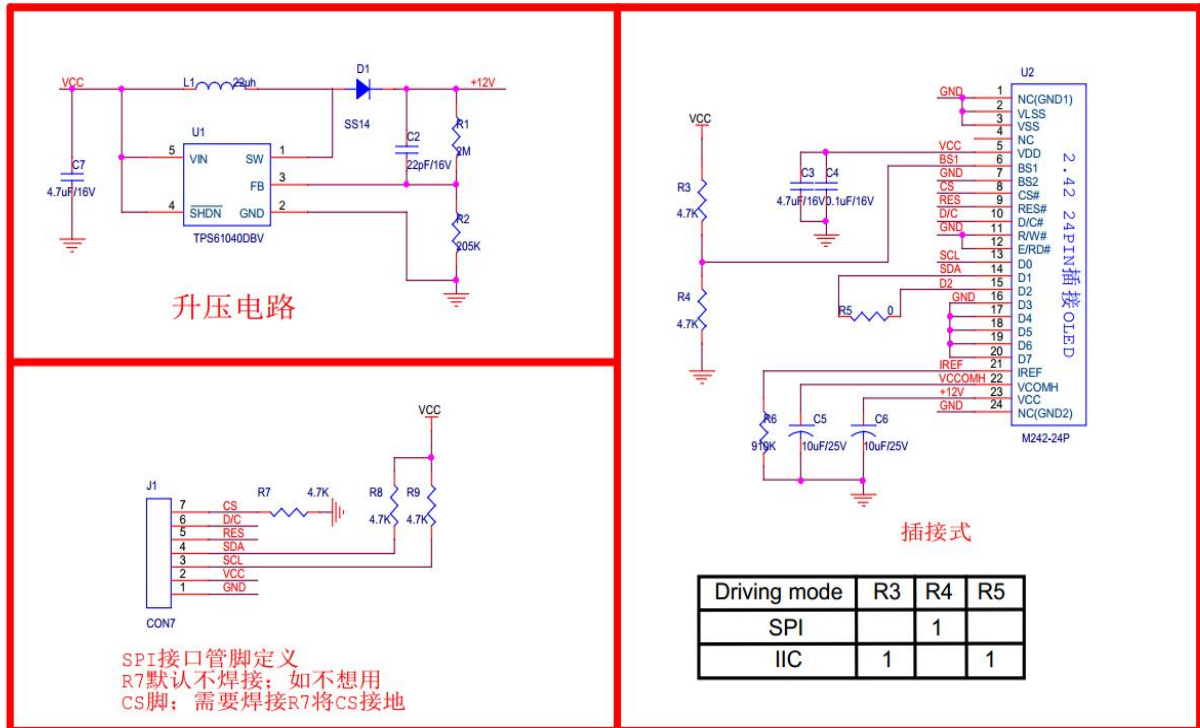 VCC
L1
22uh
D1
+12V
SS14
U1
5 VIN SW 1
FB 3
4 SHDN GND 2
TPS61040DBV
C7
4.7uF/16V
C2
22pF/16V
R1
2M
R2
205K
升压电路
J1
7 CS
6 D/C
5 RES
4 SDA
3 SCL
2 VCC
1 GND
CON7
R7 4.7K
VCC
R8 R9
4.7K 4.7K
SPI接口管脚定义
R7默认不焊接；如不想用
CS脚；需要焊接R7将CS接地
U2
GND 1 NC(GND1)
2 VLSS
3 VSS
4 NC
VCC 5 VDD
BS1 6 BS1
GND 7 BS2
CS 8 CS#
RES 9 RES#
D/C 10 D/C#
GND 11 R/W#
12 E/RD#
SCL 13 D0
SDA 14 D1
D2 15 D2
GND 16 D3
17 D4
18 D5
19 D6
20 D7
IREF 21 IREF
VCCOMH 22 VCOMH
+12V 23 VCC
GND 24 NC(GND2)
M242-24P
2.42 24PIN插接OLED
VCC
R3
4.7K
R4
4.7K
C3 C4
4.7uF/16V 0.1uF/16V
R5 0
R6
910K
C5
10uF/25V
C6
10uF/25V
插接式
Driving mode R3 R4 R5
SPI 1
IIC 1 1